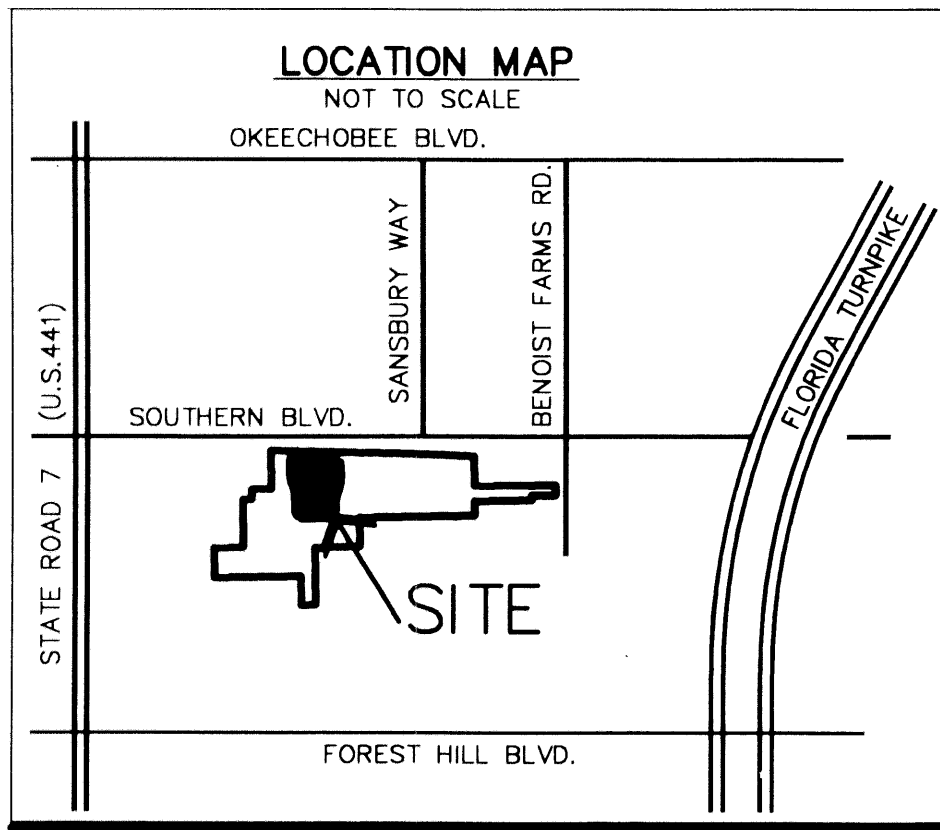 LOCATION MAP
NOT TO SCALE
OKEECHOBEE BLVD.
SANSBURY WAY
BENOIST FARMS RD.
FLORIDA TURNPIKE
(U.S.441)
SOUTHERN BLVD.
STATE ROAD 7
SITE
FOREST HILL BLVD.